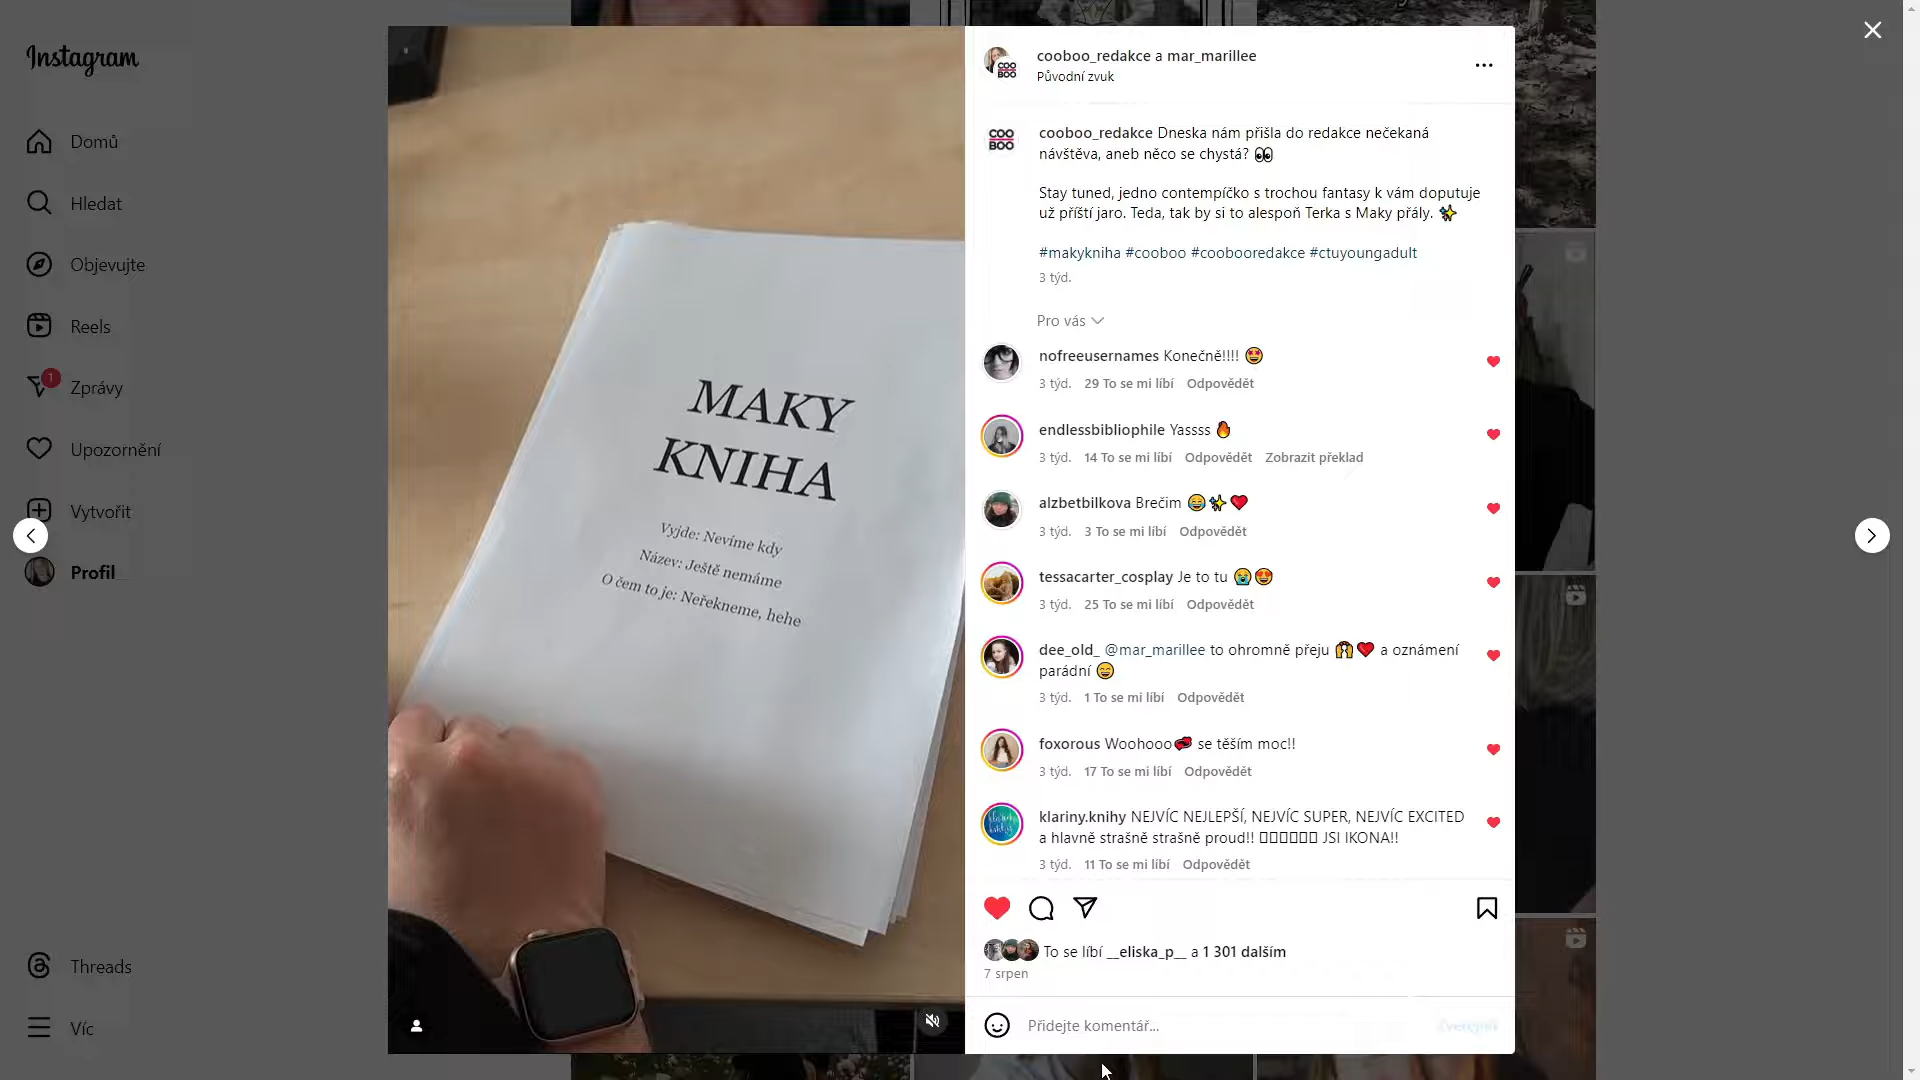 Instagram
Domů
Hledat
Objevujte
Reels
1
Zprávy
Upozornění
Vytvořit
Profil
Threads
Víc
MAKY
KNIHA
Vyjde: Nevíme kdy
Název: Ještě nemáme
O čem to je: Neřekneme, hehe
COO
BOO
cooboo_redakce a mar_marillee
Původní zvuk
COO
BOO
cooboo_redakce Dneska nám přišla do redakce nečekaná
návštěva, aneb něco se chystá? 👀
Stay tuned, jedno contempíčko s trochou fantasy k vám doputuje
už příští jaro. Teda, tak by si to alespoň Terka s Maky přály. ✨
#makykniha #cooboo #coobooredakce #ctuyoungadult
3 týd.
Pro vás
nofreeusernames Konečně!!!! 🤩
3 týd. 29 To se mi líbí Odpovědět
endlessbibliophile Yassss 🔥
3 týd. 14 To se mi líbí Odpovědět Zobrazit překlad
alzbetbilkova Brečim 😂✨❤️
3 týd. 3 To se mi líbí Odpovědět
tessacarter_cosplay Je to tu 😭😍
3 týd. 25 To se mi líbí Odpovědět
dee_old_ @mar_marillee to ohromně přeju 🙌❤️ a oznámení
parádní 😄
3 týd. 1 To se mi líbí Odpovědět
foxorous Woohooo💞 se těším moc!!
3 týd. 17 To se mi líbí Odpovědět
klariny.knihy NEJVÍC NEJLEPŠÍ, NEJVÍC SUPER, NEJVÍC EXCITED
a hlavně strašně strašně proud!! JSI IKONA!!
3 týd. 11 To se mi líbí Odpovědět
To se líbí __eliska_p__ a 1 301 dalším
7 srpen
Přidejte komentář...
Zveřejnit